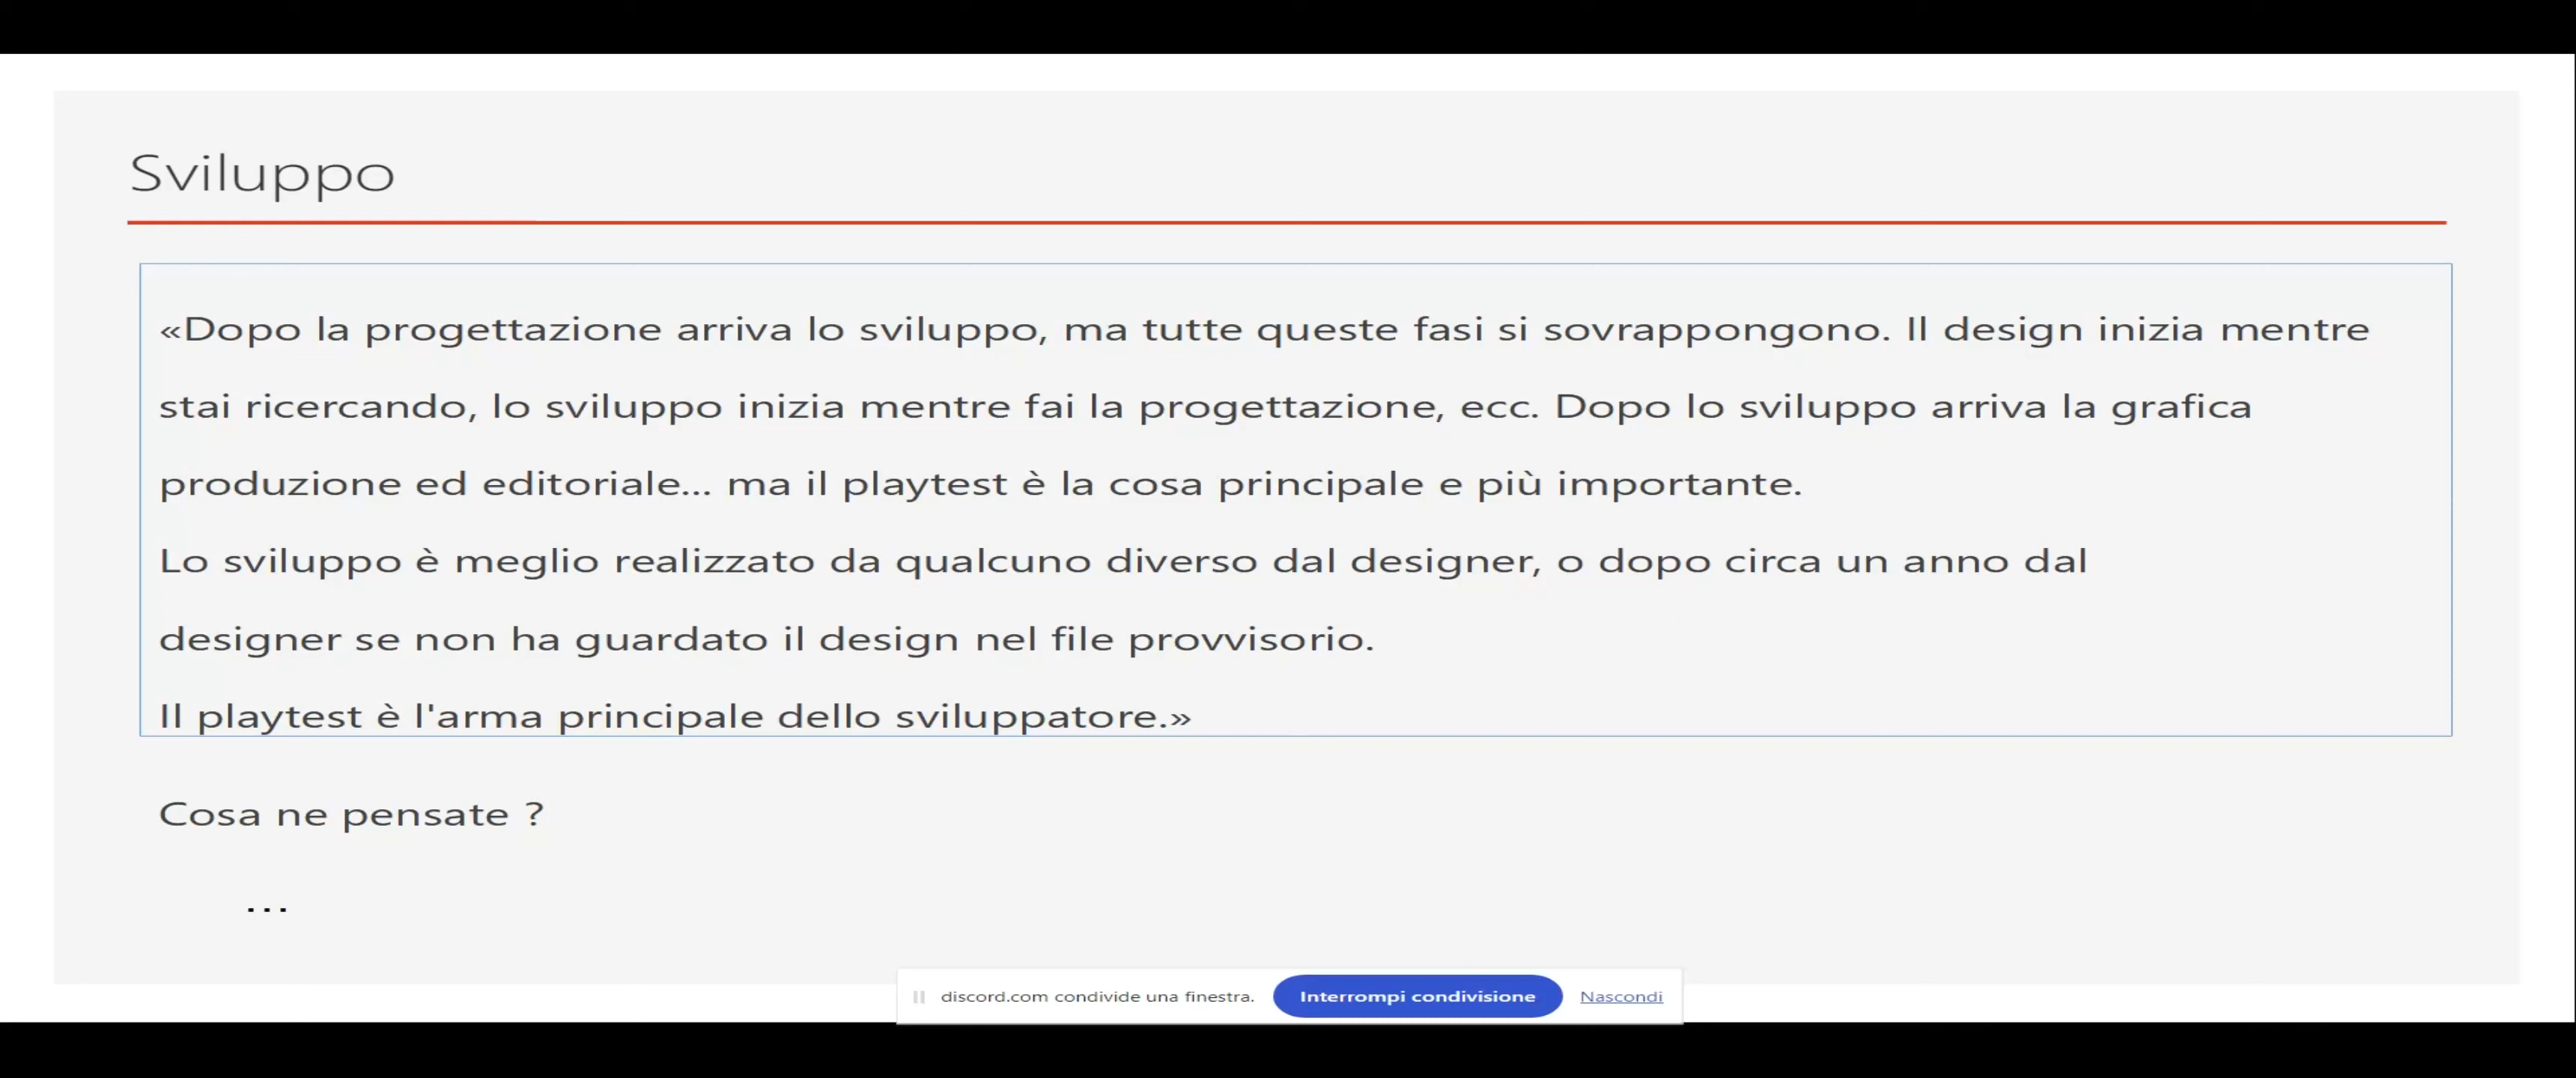 Sviluppo
«Dopo la progettazione arriva lo sviluppo, ma tutte queste fasi si sovrappongono. Il design inizia mentre
stai ricercando, lo sviluppo inizia mentre fai la progettazione, ecc. Dopo lo sviluppo arriva la grafica
produzione ed editoriale... ma il playtest è la cosa principale e più importante.
Lo sviluppo è meglio realizzato da qualcuno diverso dal designer, o dopo circa un anno dal
designer se non ha guardato il design nel file provvisorio.
Il playtest è l'arma principale dello sviluppatore.»
Cosa ne pensate ?
...
discord.com condivide una finestra. Interrompi condivisione Nascondi